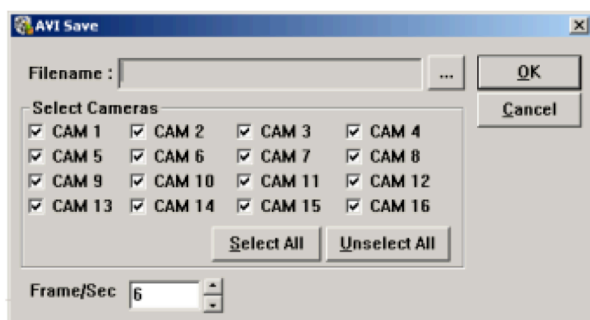 AVI Save
Filename :
...
OK
Cancel
Select Cameras
CAM 1 CAM 2 CAM 3 CAM 4
CAM 5 CAM 6 CAM 7 CAM 8
CAM 9 CAM 10 CAM 11 CAM 12
CAM 13 CAM 14 CAM 15 CAM 16
Select All Unselect All
Frame/Sec 6